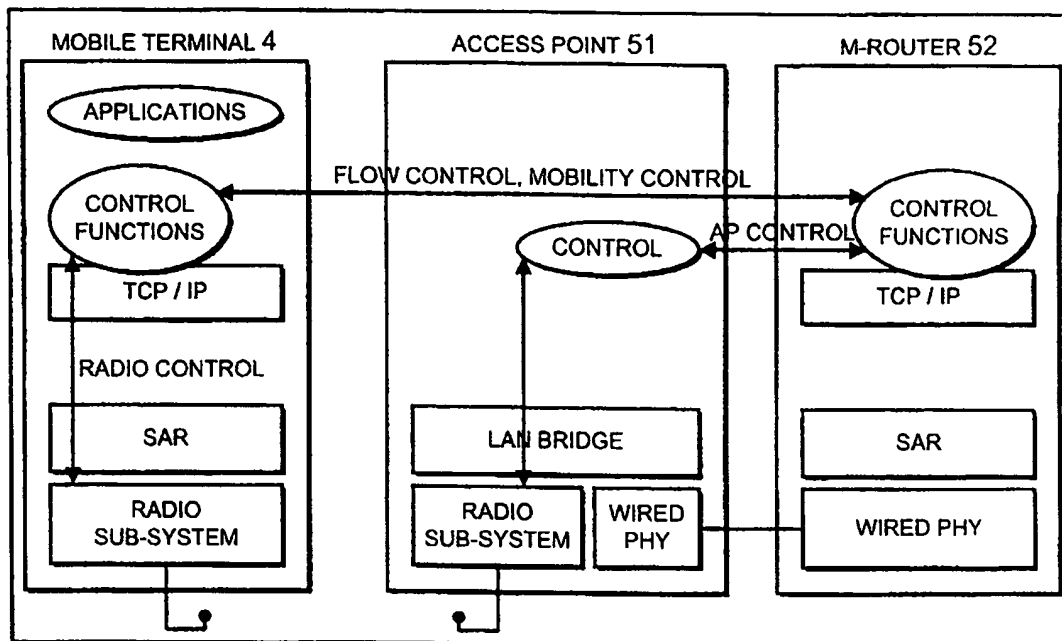 MOBILE TERMINAL 4
ACCESS POINT 51
M-ROUTER 52
APPLICATIONS
FLOW CONTROL, MOBILITY CONTROL
CONTROL
FUNCTIONS
CONTROL
AP CONTROL
CONTROL
FUNCTIONS
TCP / IP
TCP / IP
RADIO CONTROL
SAR
LAN BRIDGE
SAR
RADIO
SUB-SYSTEM
RADIO
SUB-SYSTEM
WIRED
PHY
WIRED PHY